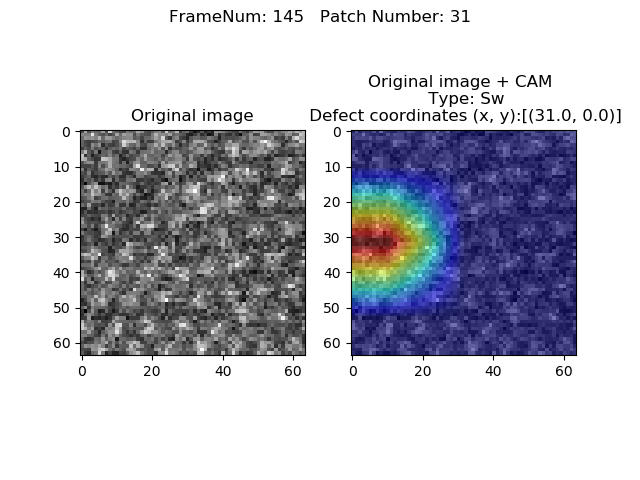 FrameNum: 145   Patch Number: 31
Original image
0
10
20
30
40
50
60
0 20 40 60
Original image + CAM
Type: Sw
Defect coordinates (x, y):[(31.0, 0.0)]
0
10
20
30
40
50
60
0 20 40 60